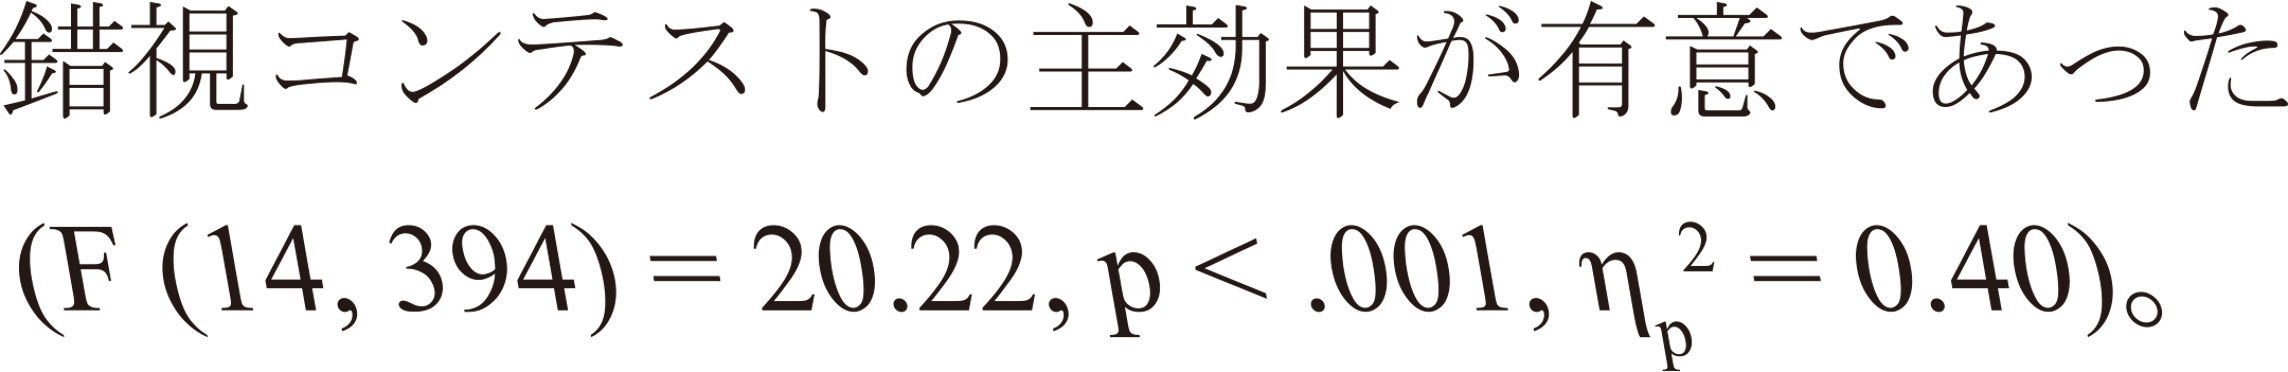 錯視コンテストの主効果が有意であった
(F (14, 394) = 20.22, p < .001, ηp² = 0.40)。